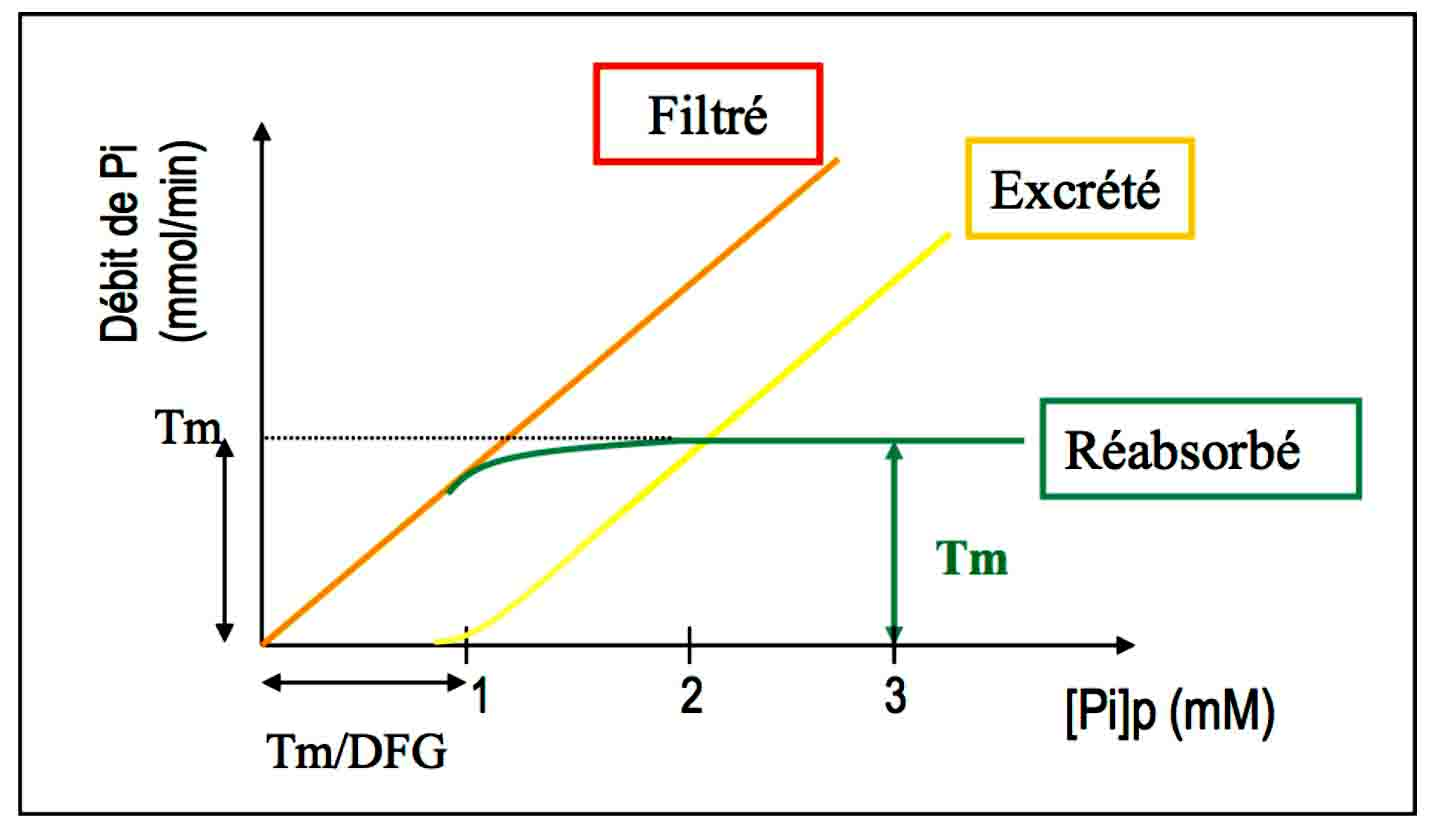 Filtré
Excrété
Débit de Pi
(mmol/min)
Tm
Réabsorbé
Tm
1
2
3
[Pi]p (mM)
Tm/DFG